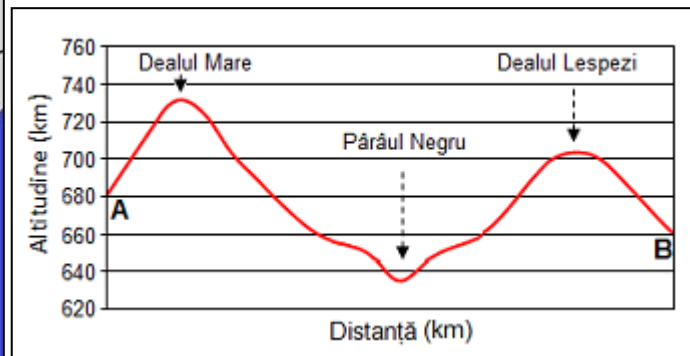 760
740
720
700
680
660
640
620
Altitudine (km)
Dealul Mare
Dealul Lespezi
Pârâul Negru
A
B
Distanță (km)